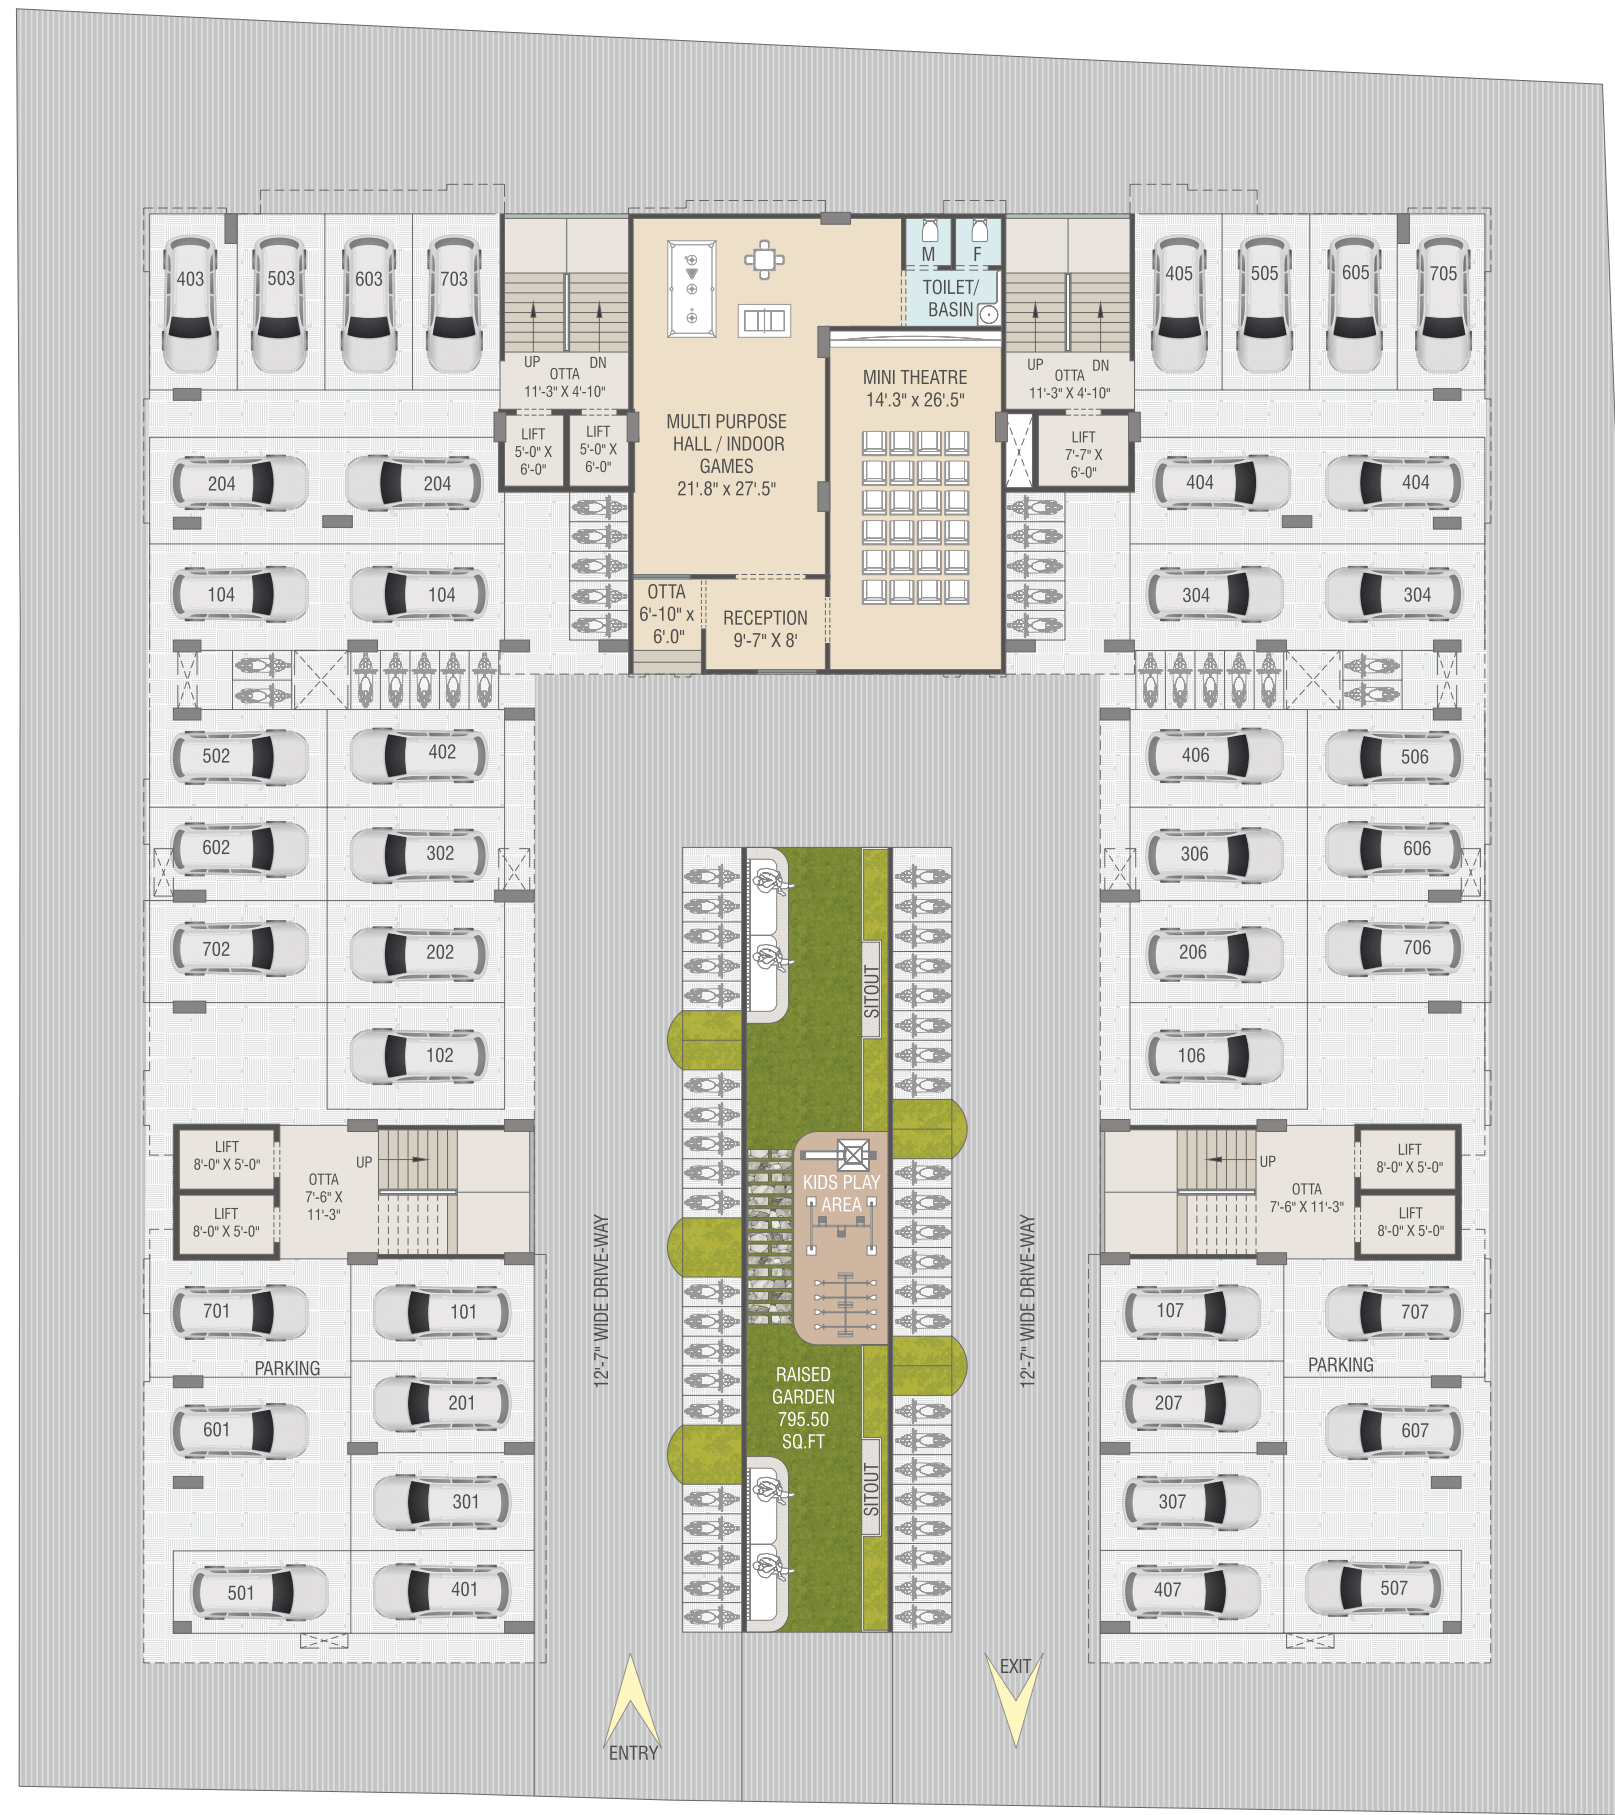 403
503
603
703
405
505
605
705
M
F
TOILET/
BASIN
UP
DN
OTTA
11'-3" X 4'-10"
UP
DN
OTTA
11'-3" X 4'-10"
MINI THEATRE
14'.3" x 26'.5"
MULTI PURPOSE
HALL / INDOOR
GAMES
21'.8" x 27'.5"
LIFT
5'-0" X
6'-0"
LIFT
5'-0" X
6'-0"
LIFT
7'-7" X
6'-0"
204
204
404
404
104
104
304
304
OTTA
6'-10" x
6'.0"
RECEPTION
9'-7" X 8'
502
402
406
506
602
302
306
606
702
202
206
706
102
106
SITOUT
LIFT
8'-0" X 5'-0"
LIFT
8'-0" X 5'-0"
OTTA
7'-6" X
11'-3"
UP
UP
OTTA
7'-6" X 11'-3"
LIFT
8'-0" X 5'-0"
LIFT
8'-0" X 5'-0"
KIDS PLAY
AREA
12'-7" WIDE DRIVE-WAY
12'-7" WIDE DRIVE-WAY
701
101
107
707
PARKING
PARKING
RAISED
GARDEN
795.50
SQ.FT
201
207
601
607
SITOUT
301
307
501
401
407
507
EXIT
ENTRY